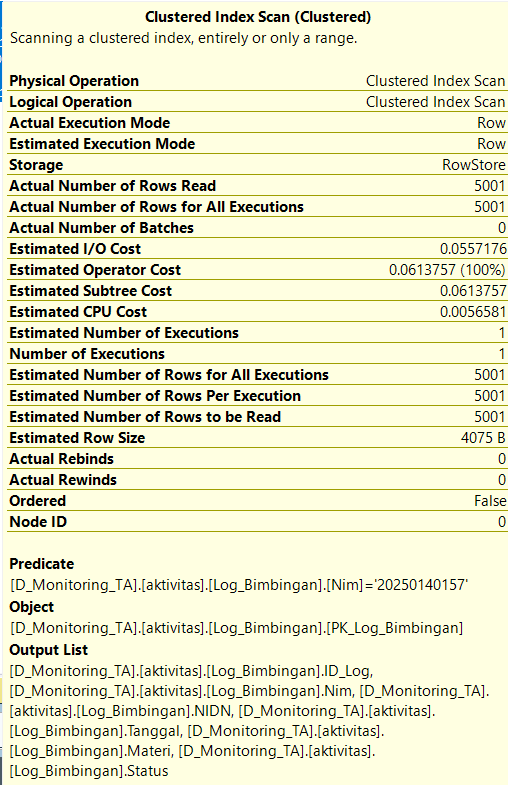 Clustered Index Scan (Clustered)
Scanning a clustered index, entirely or only a range.
Physical Operation Clustered Index Scan
Logical Operation Clustered Index Scan
Actual Execution Mode Row
Estimated Execution Mode Row
Storage RowStore
Actual Number of Rows Read 5001
Actual Number of Rows for All Executions 5001
Actual Number of Batches 0
Estimated I/O Cost 0.0557176
Estimated Operator Cost 0.0613757 (100%)
Estimated Subtree Cost 0.0613757
Estimated CPU Cost 0.0056581
Estimated Number of Executions 1
Number of Executions 1
Estimated Number of Rows for All Executions 5001
Estimated Number of Rows Per Execution 5001
Estimated Number of Rows to be Read 5001
Estimated Row Size 4075 B
Actual Rebinds 0
Actual Rewinds 0
Ordered False
Node ID 0
Predicate
[D_Monitoring_TA].[aktivitas].[Log_Bimbingan].[Nim]='20250140157'
Object
[D_Monitoring_TA].[aktivitas].[Log_Bimbingan].[PK_Log_Bimbingan]
Output List
[D_Monitoring_TA].[aktivitas].[Log_Bimbingan].ID_Log,
[D_Monitoring_TA].[aktivitas].[Log_Bimbingan].Nim, [D_Monitoring_TA].
[aktivitas].[Log_Bimbingan].NIDN, [D_Monitoring_TA].[aktivitas].
[Log_Bimbingan].Tanggal, [D_Monitoring_TA].[aktivitas].
[Log_Bimbingan].Materi, [D_Monitoring_TA].[aktivitas].
[Log_Bimbingan].Status